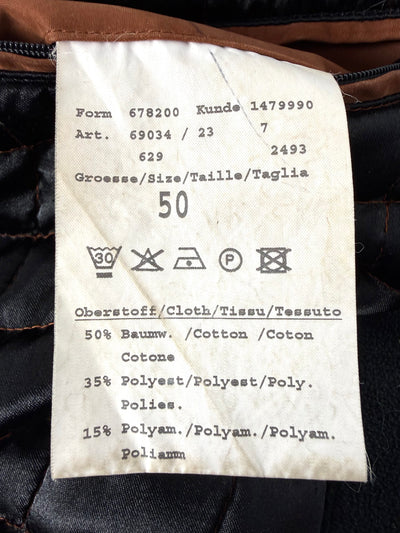 Form 678200 Kunde 1479990
Art. 69034 / 23 7
629 2493
Groesse/Size/Taille/Taglia
50
30 P
Oberstoff/Cloth/Tissu/Tessuto
50% Baumw. /Cotton /Coton
Cotone
35% Polyest/Polyest/Poly.
Polies.
15% Polyam./Polyam./Polyam.
Poliamm